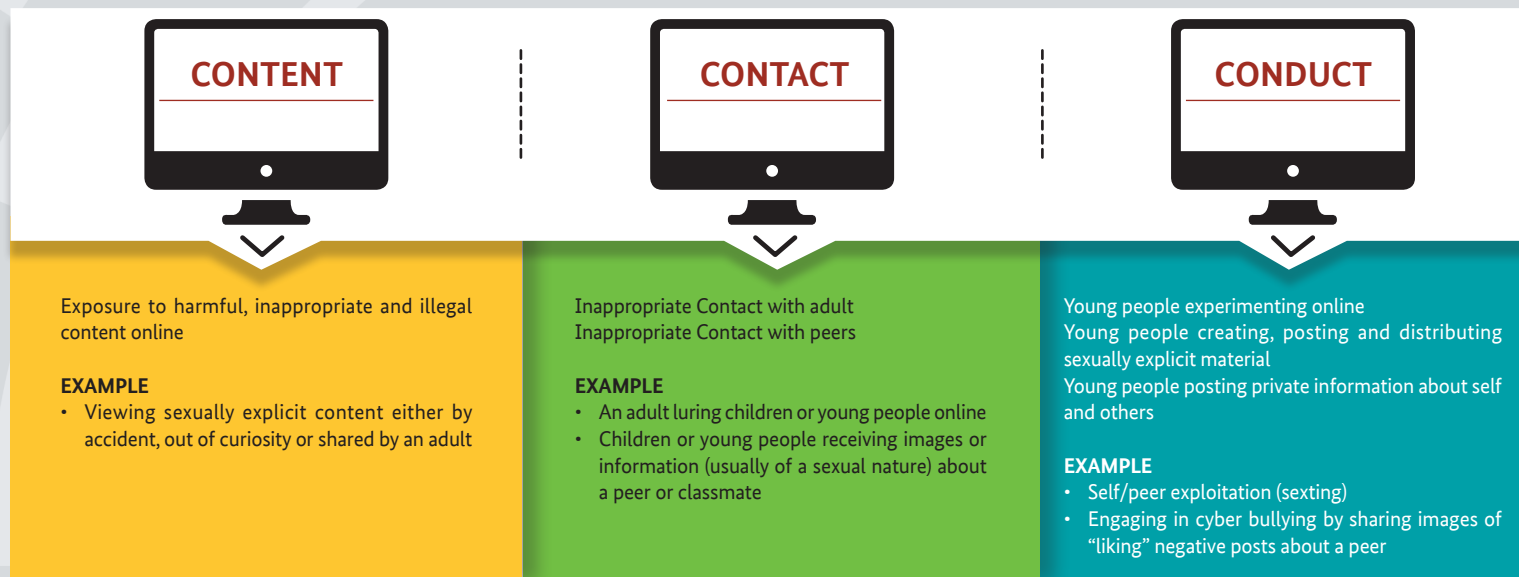 CONTENT
Exposure to harmful, inappropriate and illegal
content online
EXAMPLE
• Viewing sexually explicit content either by
accident, out of curiosity or shared by an adult
CONTACT
Inappropriate Contact with adult
Inappropriate Contact with peers
EXAMPLE
• An adult luring children or young people online
• Children or young people receiving images or
information (usually of a sexual nature) about
a peer or classmate
CONDUCT
Young people experimenting online
Young people creating, posting and distributing
sexually explicit material
Young people posting private information about self
and others
EXAMPLE
• Self/peer exploitation (sexting)
• Engaging in cyber bullying by sharing images of
“liking” negative posts about a peer